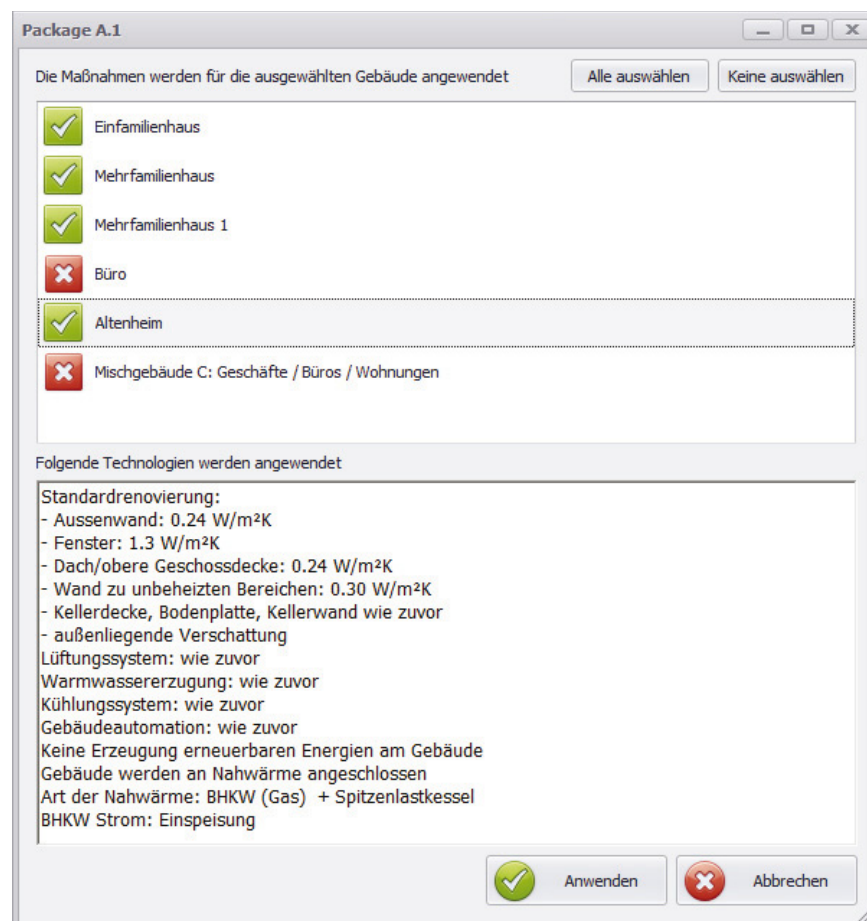 Package A.1
Die Maßnahmen werden für die ausgewählten Gebäude angewendet
Alle auswählen
Keine auswählen
Einfamilienhaus
Mehrfamilienhaus
Mehrfamilienhaus 1
Büro
Altenheim
Mischgebäude C: Geschäfte / Büros / Wohnungen
Folgende Technologien werden angewendet
Standardrenovierung:
- Aussenwand: 0.24 W/m²K
- Fenster: 1.3 W/m²K
- Dach/obere Geschossdecke: 0.24 W/m²K
- Wand zu unbeheizten Bereichen: 0.30 W/m²K
- Kellerdecke, Bodenplatte, Kellerwand wie zuvor
- außenliegende Verschattung
Lüftungssystem: wie zuvor
Warmwassererzugung: wie zuvor
Kühlungssystem: wie zuvor
Gebäudeautomation: wie zuvor
Keine Erzeugung erneuerbaren Energien am Gebäude
Gebäude werden an Nahwärme angeschlossen
Art der Nahwärme: BHKW (Gas)  + Spitzenlastkessel
BHKW Strom: Einspeisung
Anwenden
Abbrechen